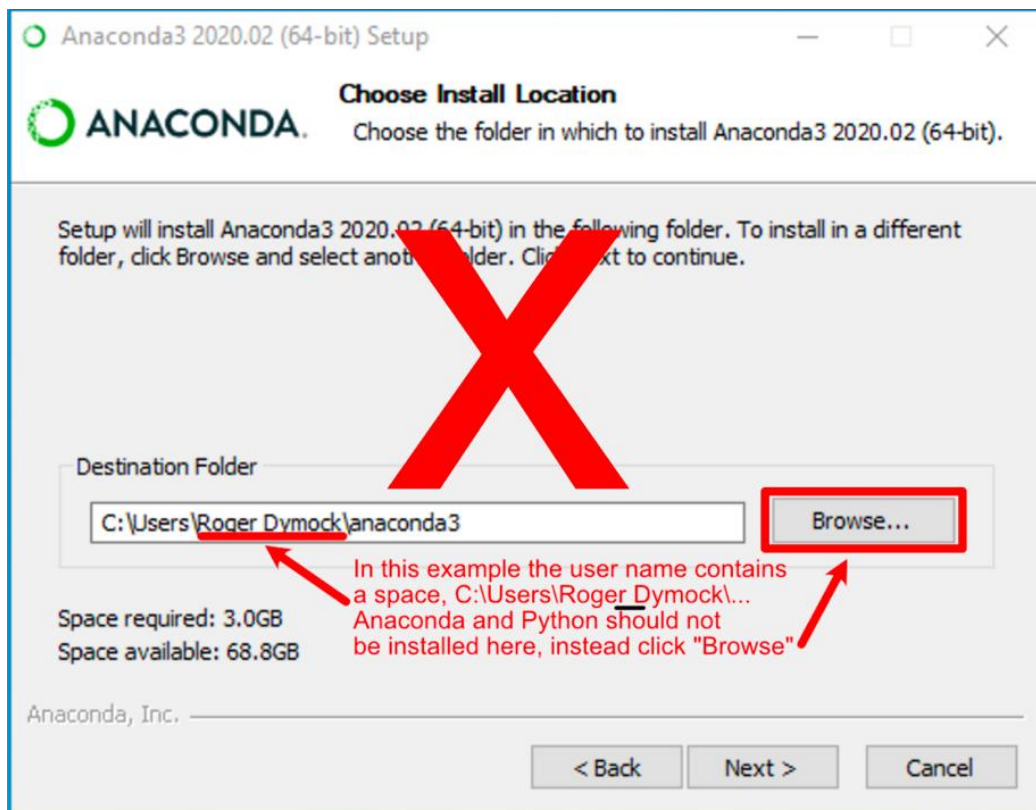 Anaconda3 2020.02 (64-bit) Setup
ANACONDA.
Choose Install Location
Choose the folder in which to install Anaconda3 2020.02 (64-bit).
Setup will install Anaconda3 2020.02 (64-bit) in the following folder. To install in a different
folder, click Browse and select another folder. Click Next to continue.
X
Destination Folder
C:\Users\Roger Dymock\anaconda3
Browse...
In this example the user name contains
a space, C:\Users\Roger Dymock\...
Anaconda and Python should not
be installed here, instead click "Browse"
Space required: 3.0GB
Space available: 68.8GB
Anaconda, Inc.
< Back
Next >
Cancel